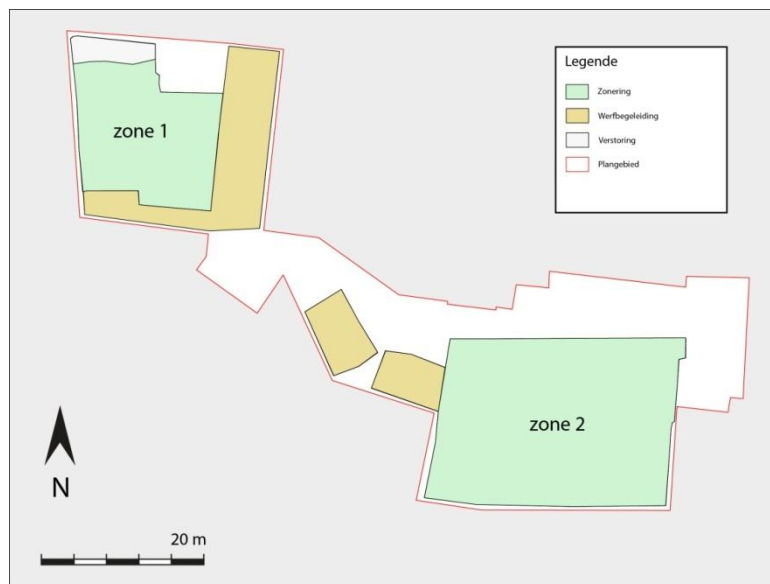 Legende
Zonering
Werfbegeleiding
Verstoring
Plangebied
zone 1
zone 2
N
20 m